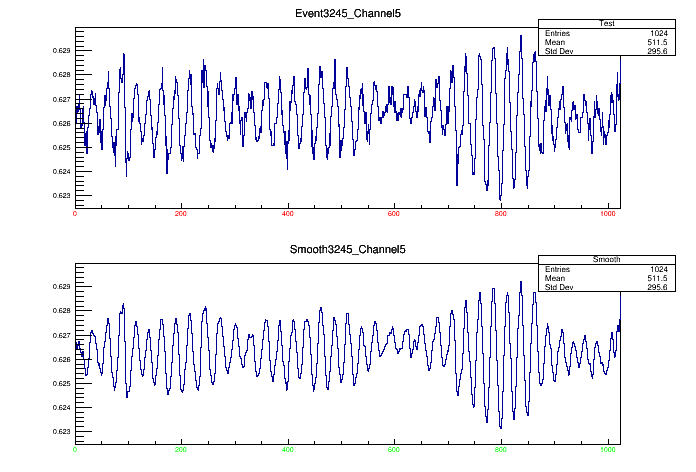 Event3245_Channel5
Test
Entries 1024
Mean 511.5
Std Dev 295.6
0.629
0.628
0.627
0.626
0.625
0.624
0.623
0 200 400 600 800 1000
Smooth3245_Channel5
Smooth
Entries 1024
Mean 511.5
Std Dev 295.6
0.629
0.628
0.627
0.626
0.625
0.624
0.623
0 200 400 600 800 1000